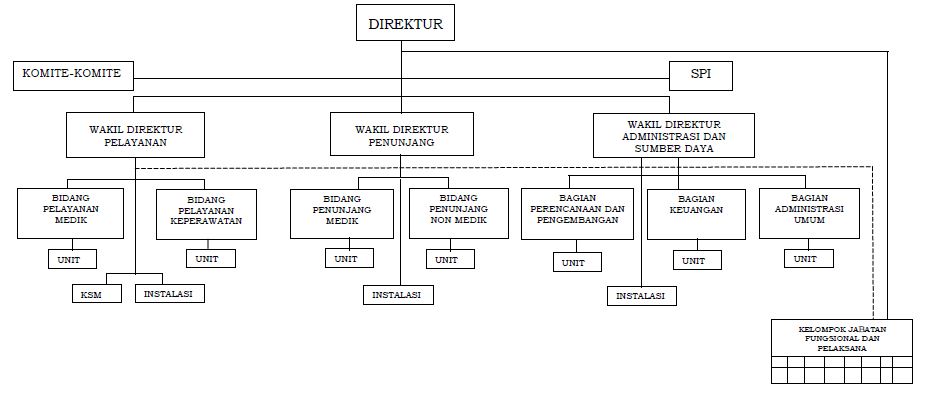 DIREKTUR
KOMITE-KOMITE
SPI
WAKIL DIREKTUR
PELAYANAN
WAKIL DIREKTUR
PENUNJANG
WAKIL DIREKTUR
ADMINISTRASI DAN
SUMBER DAYA
BIDANG
PELAYANAN
MEDIK
BIDANG
PELAYANAN
KEPERAWATAN
BIDANG
PENUNJANG
MEDIK
BIDANG
PENUNJANG
NON MEDIK
BAGIAN
PERENCANAAN DAN
PENGEMBANGAN
BAGIAN
KEUANGAN
BAGIAN
ADMINISTRASI
UMUM
UNIT
UNIT
UNIT
UNIT
UNIT
UNIT
UNIT
KSM
INSTALASI
INSTALASI
INSTALASI
KELOMPOK JABATAN
FUNGSIONAL DAN
PELAKSANA